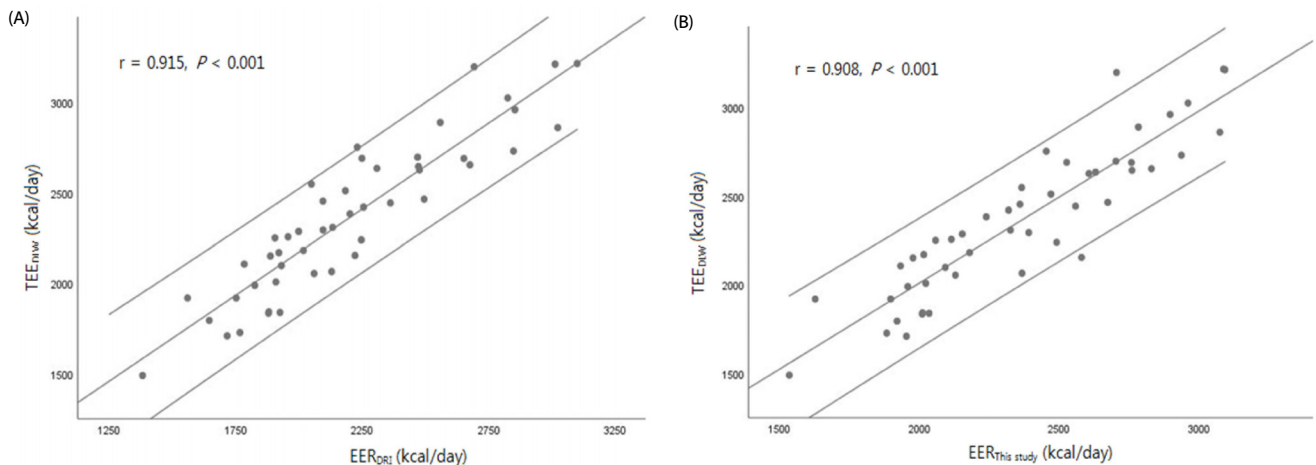 (A)
r = 0.915, P < 0.001
TEE_DLW (kcal/day)
3000
2500
2000
1500
1250 1750 2250 2750 3250
EER_DRI (kcal/day)
(B)
r = 0.908, P < 0.001
TEE_DLW (kcal/day)
3000
2500
2000
1500
1500 2000 2500 3000
EER_This study (kcal/day)